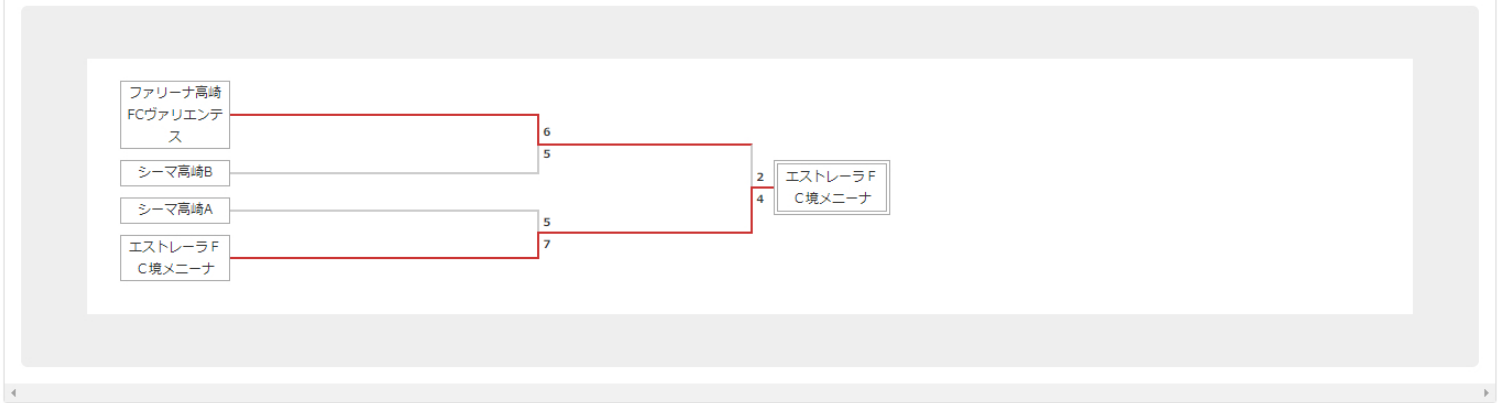 ファリーナ高崎
FCヴァリエンテ
ス
6
5
シーマ高崎B
2
エストレーラＦ
Ｃ境メニーナ
4
シーマ高崎A
5
7
エストレーラＦ
Ｃ境メニーナ